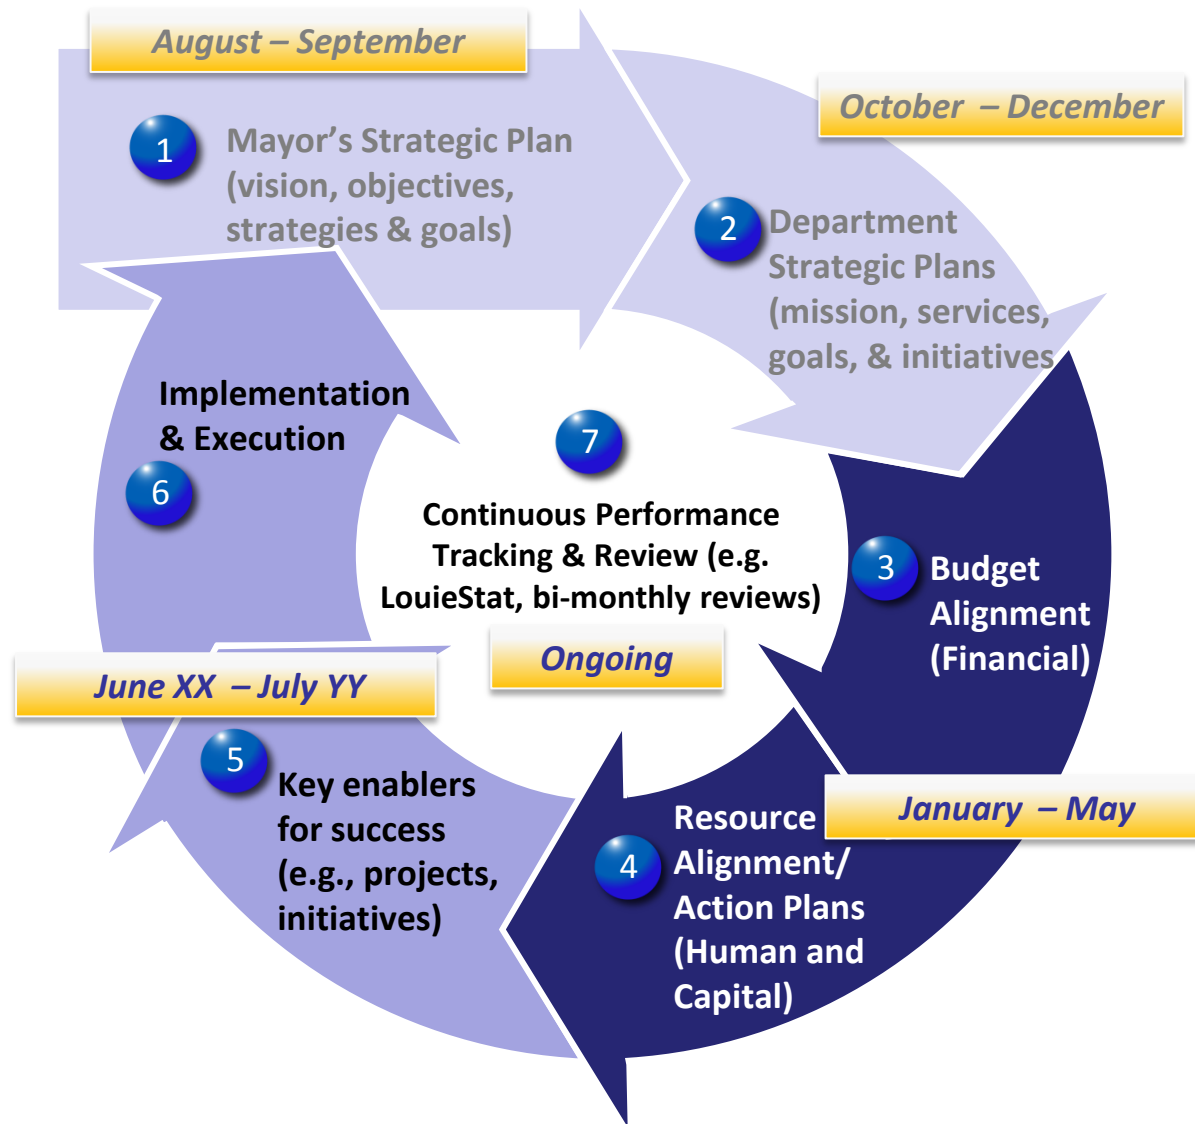 August – September
1
Mayor’s Strategic Plan
(vision, objectives,
strategies & goals)
October – December
2
Department
Strategic Plans
(mission, services,
goals, & initiatives
3
Budget
Alignment
(Financial)
January – May
4
Resource
Alignment/
Action Plans
(Human and
Capital)
June XX – July YY
5
Key enablers
for success
(e.g., projects,
initiatives)
6
Implementation
& Execution
7
Continuous Performance
Tracking & Review (e.g.
LouieStat, bi-monthly reviews)
Ongoing